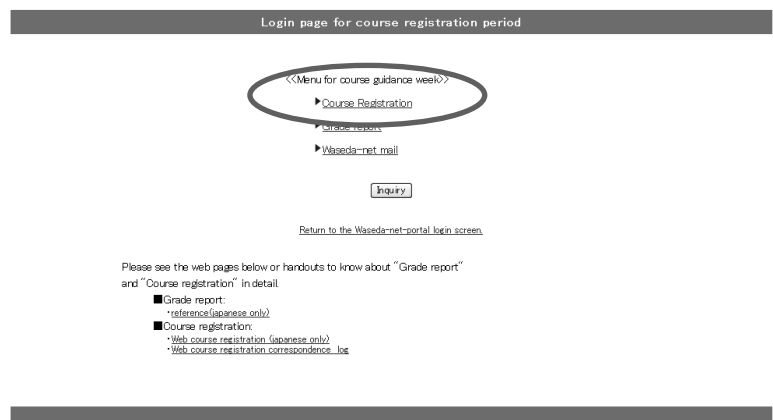 Login page for course registration period
<<Menu for course guidance week>>
▶Course Registration
▶Grade report
▶Waseda-net mail
Inquiry
Return to the Waseda-net-portal login screen.
Please see the web pages below or handouts to know about "Grade report"
and "Course registration" in detail
■Grade report:
・reference(japanese only)
■Course registration:
・Web course registration (japanese only)
・Web course registration correspondence log